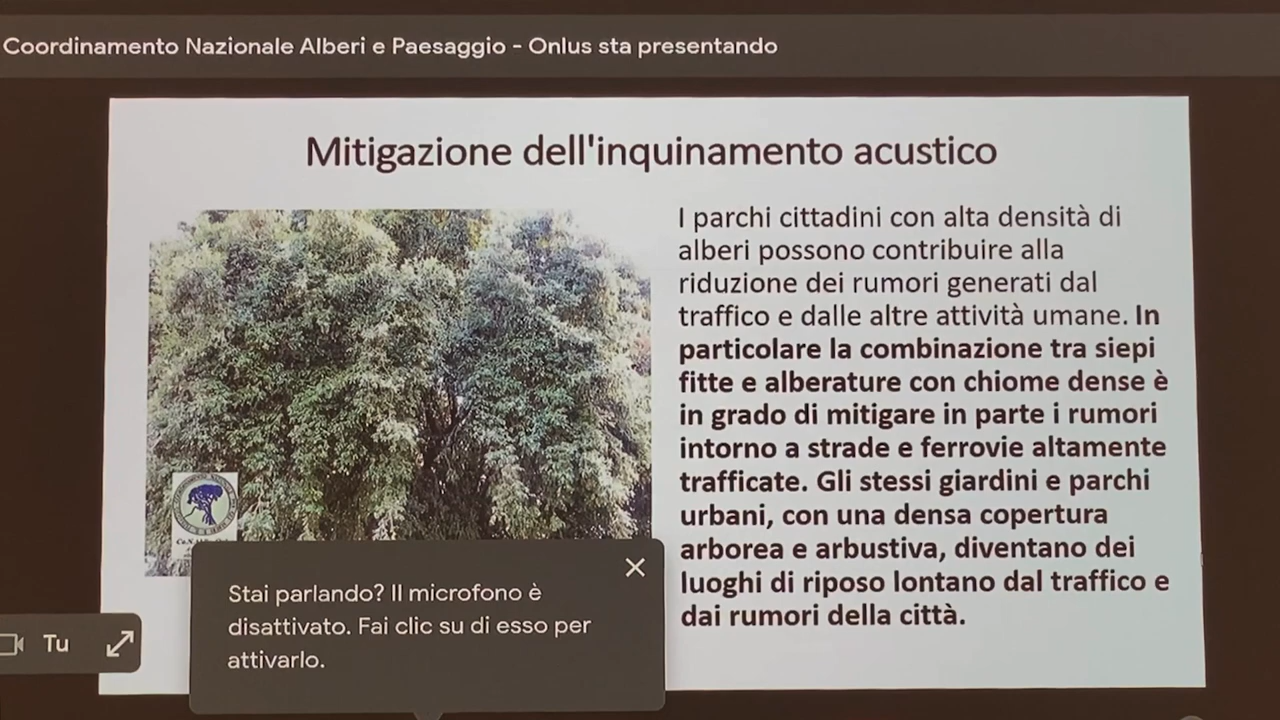 Coordinamento Nazionale Alberi e Paesaggio - Onlus sta presentando
Mitigazione dell'inquinamento acustico
I parchi cittadini con alta densità di
alberi possono contribuire alla
riduzione dei rumori generati dal
traffico e dalle altre attività umane. In
particolare la combinazione tra siepi
fitte e alberature con chiome dense è
in grado di mitigare in parte i rumori
intorno a strade e ferrovie altamente
trafficate. Gli stessi giardini e parchi
urbani, con una densa copertura
arborea e arbustiva, diventano dei
luoghi di riposo lontano dal traffico e
dai rumori della città.
Stai parlando? Il microfono è
disattivato. Fai clic su di esso per
attivarlo.
Tu